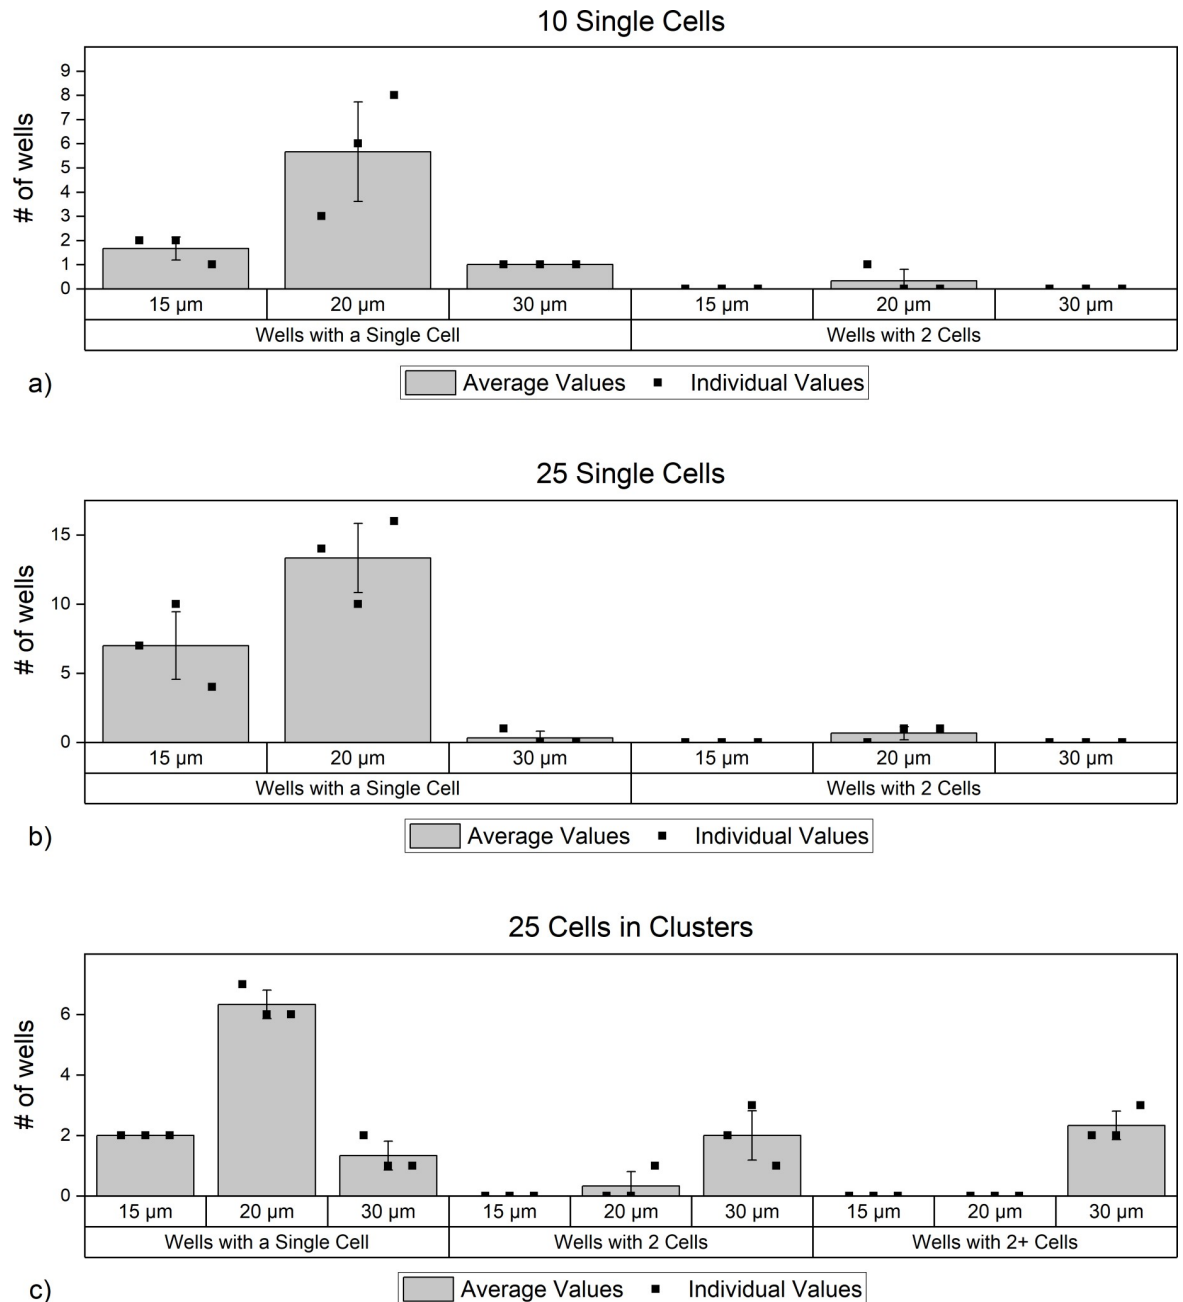 10 Single Cells
# of wells
9
8
7
6
5
4
3
2
1
0
15 µm 20 µm 30 µm 15 µm 20 µm 30 µm
Wells with a Single Cell Wells with 2 Cells
Average Values Individual Values
a)
25 Single Cells
# of wells
15
10
5
0
15 µm 20 µm 30 µm 15 µm 20 µm 30 µm
Wells with a Single Cell Wells with 2 Cells
Average Values Individual Values
b)
25 Cells in Clusters
# of wells
6
4
2
0
15 µm 20 µm 30 µm 15 µm 20 µm 30 µm 15 µm 20 µm 30 µm
Wells with a Single Cell Wells with 2 Cells Wells with 2+ Cells
Average Values Individual Values
c)